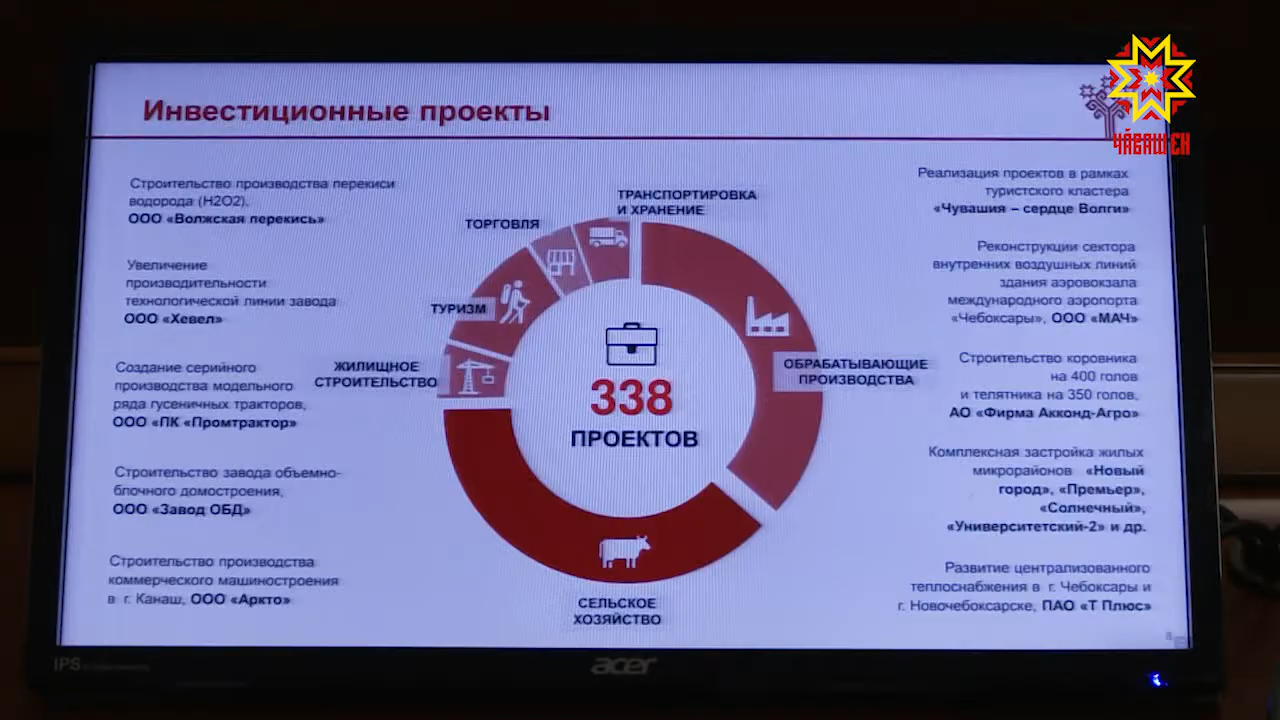 Инвестиционные проекты
ЧӐВАШ ЕН
Строительство производства перекиси
водорода (H2O2),
ООО «Волжская перекись»
Увеличение
производительности
технологической линии завода
ООО «Хевел»
Создание серийного
производства модельного
ряда гусеничных тракторов,
ООО «ПК «Промтрактор»
Строительство завода объемно-
блочного домостроения,
ООО «Завод ОБД»
Строительство производства
коммерческого машиностроения
в г. Канаш, ООО «Аркто»
ТРАНСПОРТИРОВКА
И ХРАНЕНИЕ
ТОРГОВЛЯ
ТУРИЗМ
ЖИЛИЩНОЕ
СТРОИТЕЛЬСТВО
338
ПРОЕКТОВ
ОБРАБАТЫВАЮЩИЕ
ПРОИЗВОДСТВА
СЕЛЬСКОЕ
ХОЗЯЙСТВО
Реализация проектов в рамках
туристского кластера
«Чувашия – сердце Волги»
Реконструкции сектора
внутренних воздушных линий
здания аэровокзала
международного аэропорта
«Чебоксары», ООО «МАЧ»
Строительство коровника
на 400 голов
и телятника на 350 голов,
АО «Фирма Акконд-Агро»
Комплексная застройка жилых
микрорайонов «Новый
город», «Премьер»,
«Солнечный»,
«Университетский-2» и др.
Развитие централизованного
теплоснабжения в г. Чебоксары и
г. Новочебоксарске, ПАО «Т Плюс»
8
IPS
acer